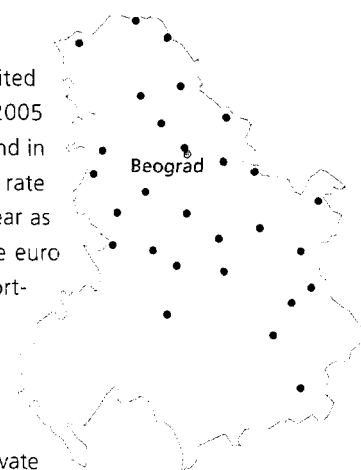 ited
2005
nd in
rate
ear as
e euro
ort-
vate
Beograd